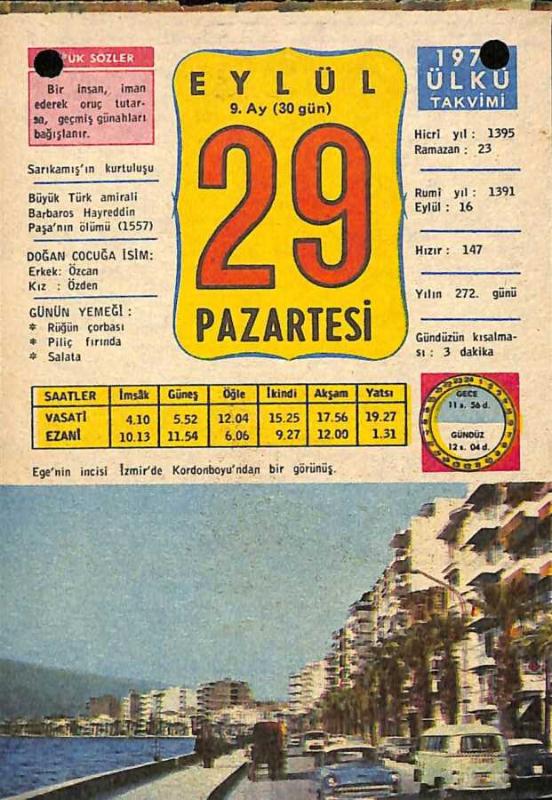 SÖZLER
Bir insan, iman
ederek oruç tutar-
sa, geçmiş günahları
bağışlanır.
Sarıkamış'ın kurtuluşu
Büyük Türk amirali
Barbaros Hayreddin
Paşa'nın ölümü (1557)
DOĞAN ÇOCUĞA İSİM:
Erkek: Özcan
Kız : Özden
GÜNÜN YEMEĞİ :
* Rüğün çorbası
* Piliç fırında
* Salata
EYLÜL
9. Ay (30 gün)
29
PAZARTESİ
197
ÜLKÜ
TAKVİMİ
Hicrî yıl : 1395
Ramazan : 23
Rumî yıl : 1391
Eylül : 16
Hızır : 147
Yılın 272. günü
Gündüzün kısalma-
sı : 3 dakika
SAATLER İmsâk Güneş Öğle İkindi Akşam Yatsı
VASATİ 4.10 5.52 12.04 15.25 17.56 19.27
EZANİ 10.13 11.54 6.06 9.27 12.00 1.31
GECE
11 s. 56 d.
GÜNDÜZ
12 s. 04 d.
Ege'nin incisi İzmir'de Kordonboyu'ndan bir görünüş.